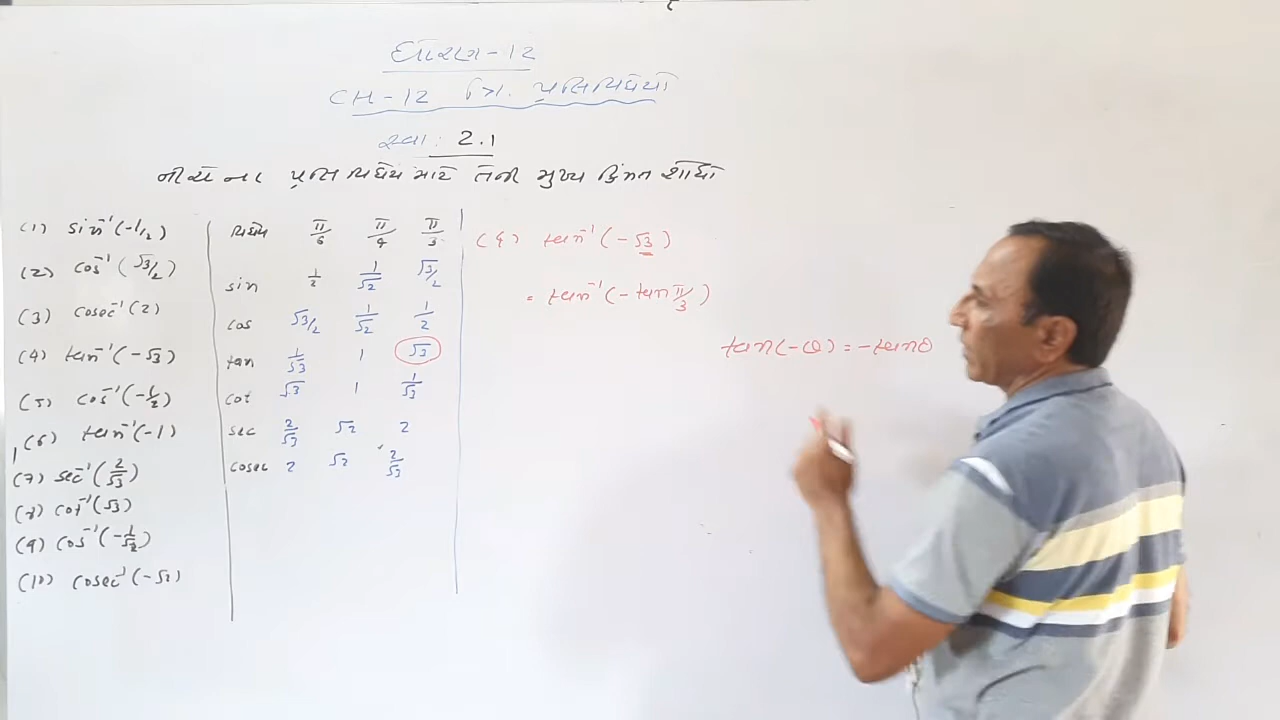 ધોરણ-12
CH-12 ત્રિ. પ્રતિવિધેયો
સ્વા: 2.1
નીચેના પ્રતિવિધેય માટે તેની મુખ્ય કિંમત શોધો
(1) sin⁻¹(-1/2)
(2) cos⁻¹(√3/2)
(3) cosec⁻¹(2)
(4) tan⁻¹(-√3)
(5) cos⁻¹(-1/2)
(6) tan⁻¹(-1)
(7) sec⁻¹(2/√3)
(8) cot⁻¹(√3)
(9) cos⁻¹(-1/√2)
(10) cosec⁻¹(-√2)
વિધેય π/6 π/4 π/3
sin 1/2 1/√2 √3/2
cos √3/2 1/√2 1/2
tan 1/√3 1 √3
cot √3 1 1/√3
sec 2/√3 √2 2
cosec 2 √2 2/√3
(4) tan⁻¹(-√3)
= tan⁻¹(-tan π/3)
tan(-θ) = -tanθ